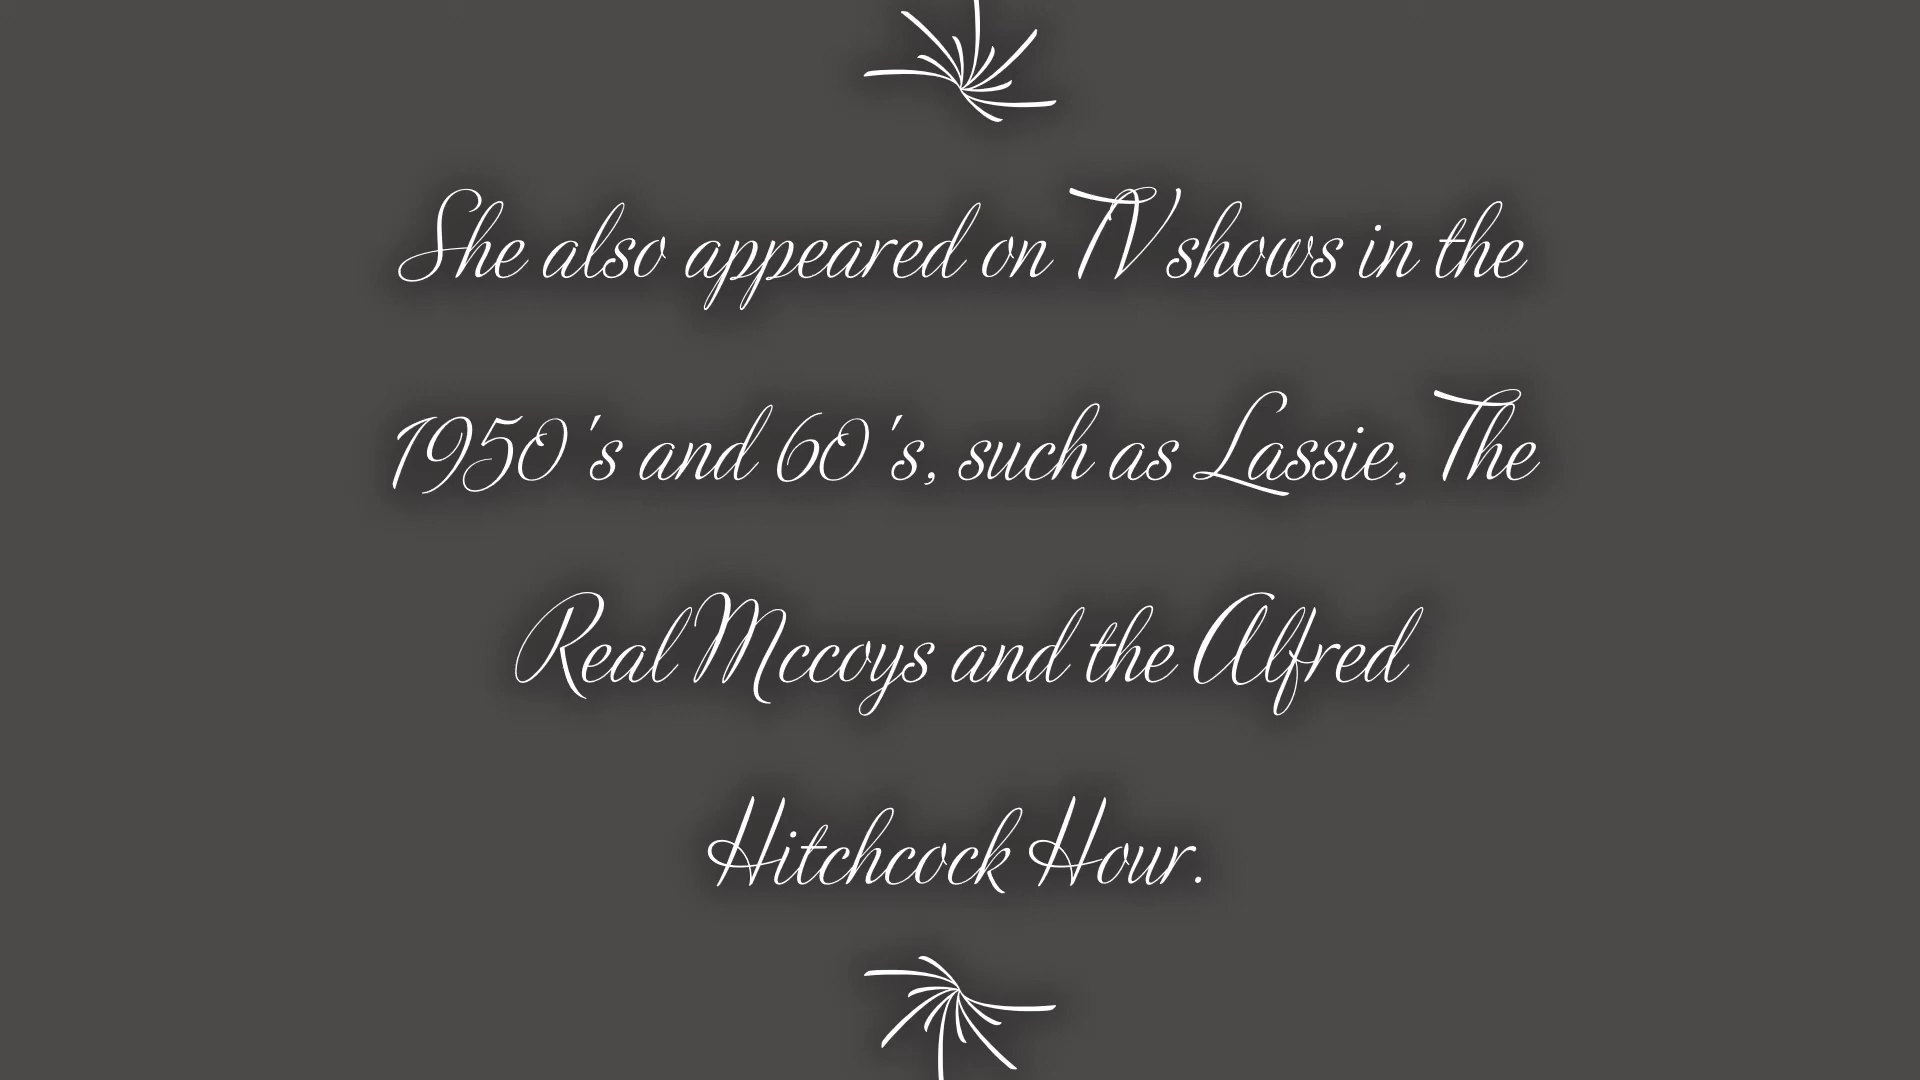 She also appeared on TV shows in the
1950's and 60's, such as Lassie, The
Real Mccoys and the Alfred
Hitchcock Hour.